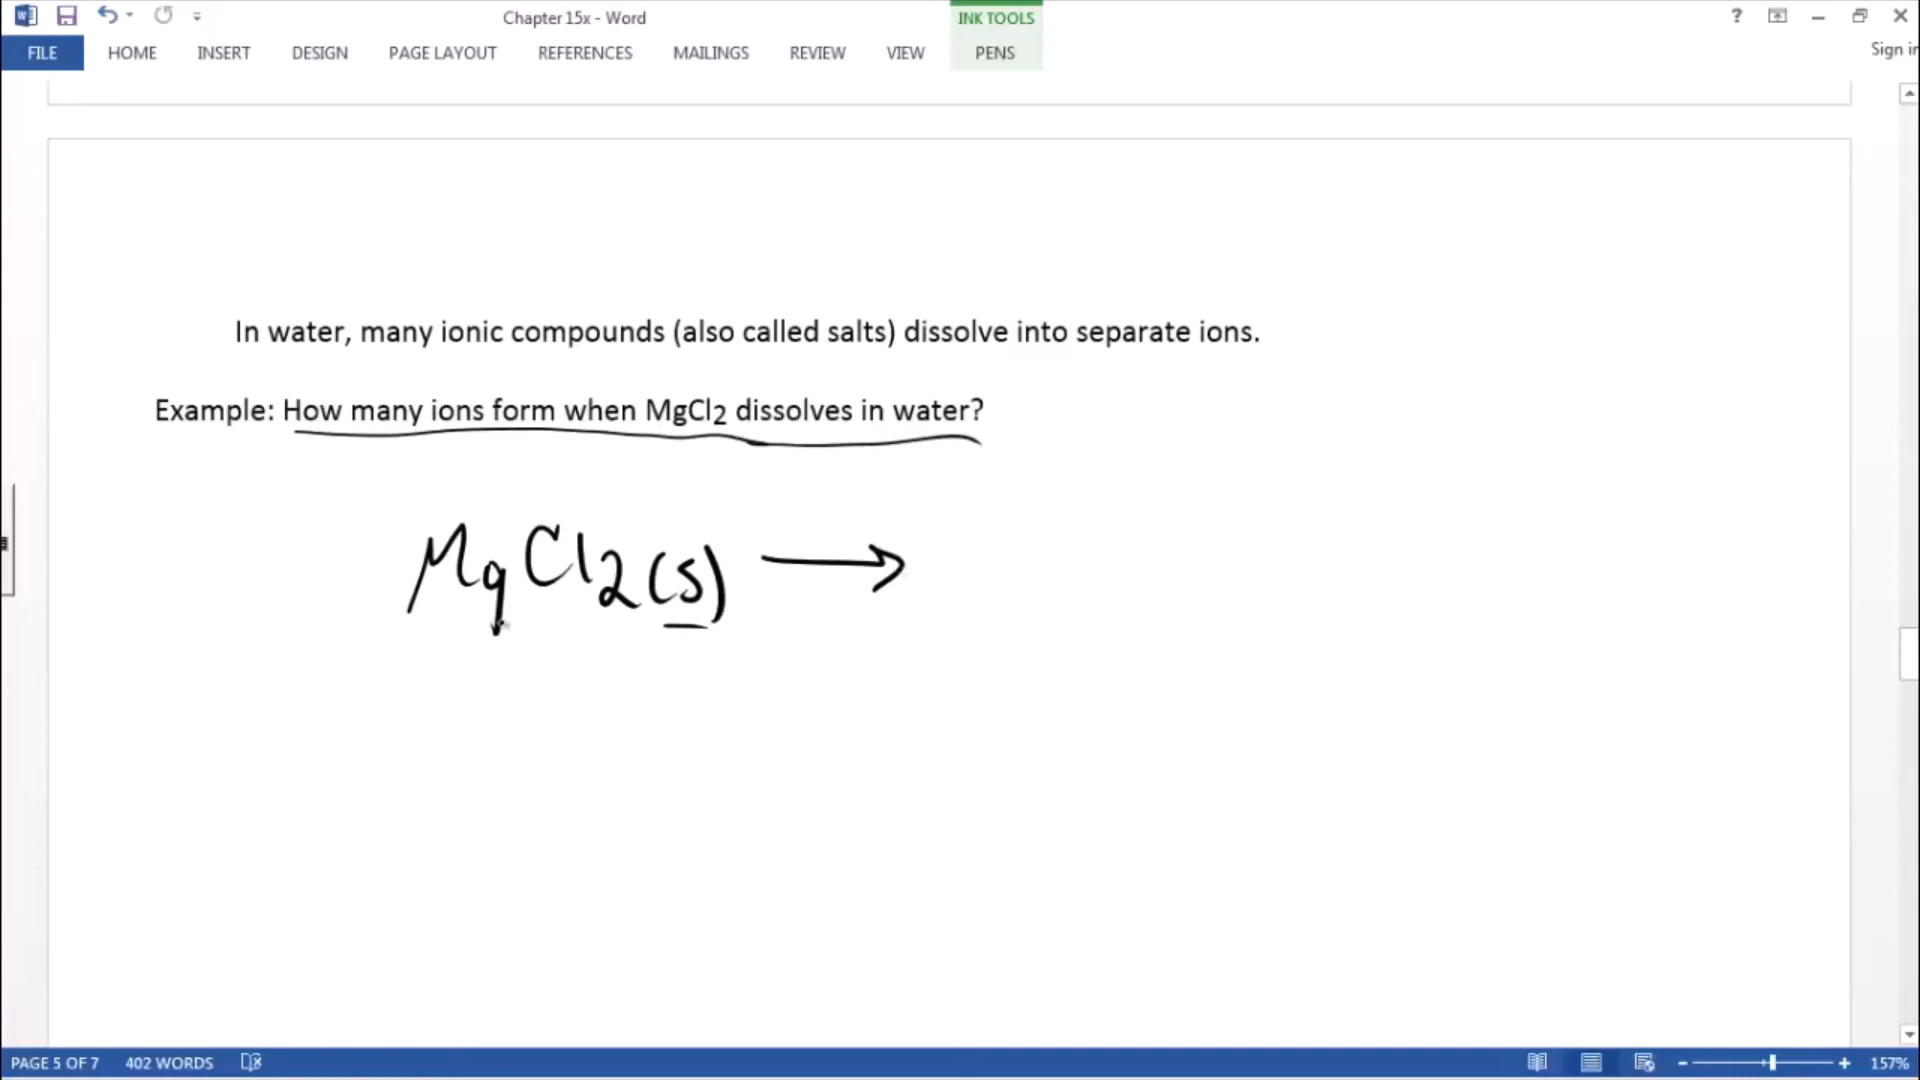 Chapter 15x - Word
INK TOOLS
?
Sign in
FILE HOME INSERT DESIGN PAGE LAYOUT REFERENCES MAILINGS REVIEW VIEW PENS
In water, many ionic compounds (also called salts) dissolve into separate ions.
Example: How many ions form when MgCl2 dissolves in water?
MgCl2(s) →
PAGE 5 OF 7 402 WORDS 157%